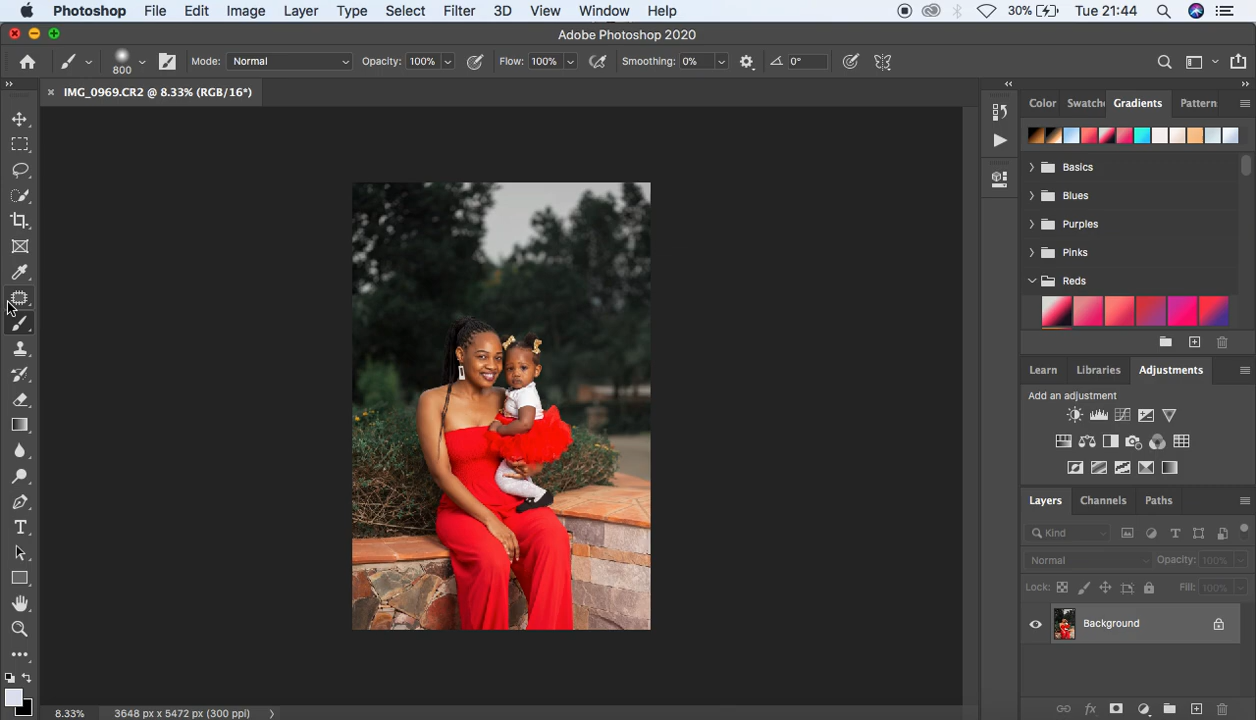 Photoshop File Edit Image Layer Type Select Filter 3D View Window Help 30% Tue 21:44
Adobe Photoshop 2020
800 Mode: Normal Opacity: 100% Flow: 100% Smoothing: 0% 0°
× IMG_0969.CR2 @ 8.33% (RGB/16*)
Color Swatche Gradients Pattern
Basics
Blues
Purples
Pinks
Reds
Learn Libraries Adjustments
Add an adjustment
Layers Channels Paths
Kind
Normal Opacity: 100%
Lock: Fill: 100%
Background
8.33% 3648 px x 5472 px (300 ppi)